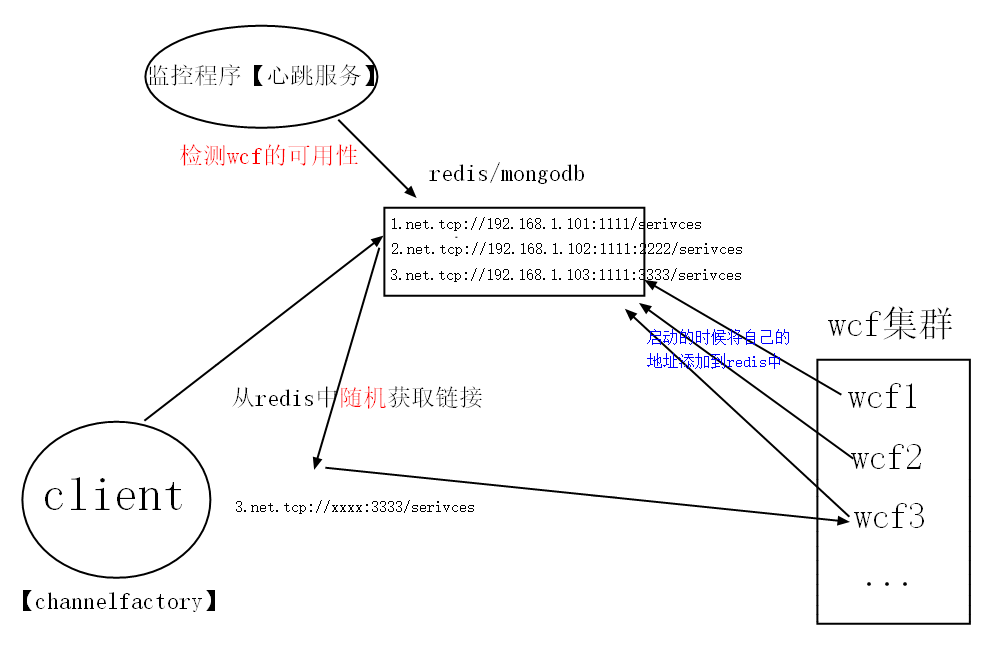 监控程序【心跳服务】
检测wcf的可用性
redis/mongodb
1.net.tcp://192.168.1.101:1111/serivces
2.net.tcp://192.168.1.102:1111:2222/serivces
3.net.tcp://192.168.1.103:1111:3333/serivces
wcf集群
启动的时候将自己的
地址添加到redis中
wcf1
从redis中随机获取链接
wcf2
client
3.net.tcp://xxxx:3333/serivces
wcf3
...
【channelfactory】